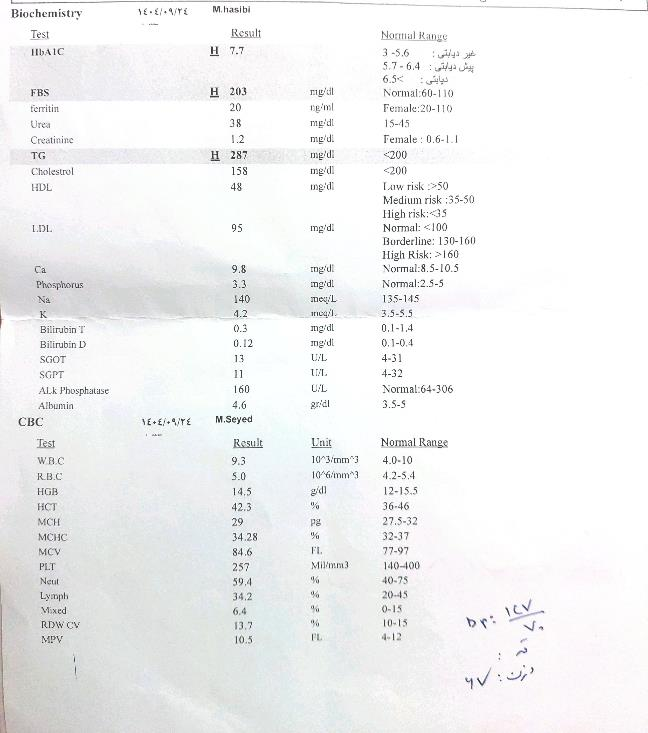 Biochemistry ١٤٠٤/٠٩/٢٤ M.hasibi
Test Result Normal Range
HbA1C H 7.7 3 -5.6 : غیر دیابتی
5.7 - 6.4 : پیش دیابتی
6.5< : دیابتی
FBS H 203 mg/dl Normal:60-110
ferritin 20 ng/ml Female:20-110
Urea 38 mg/dl 15-45
Creatinine 1.2 mg/dl Female : 0.6-1.1
TG H 287 mg/dl <200
Cholestrol 158 mg/dl <200
HDL 48 mg/dl Low risk :>50
Medium risk :35-50
High risk:<35
LDL 95 mg/dl Normal: <100
Borderline: 130-160
High Risk: >160
Ca 9.8 mg/dl Normal:8.5-10.5
Phosphorus 3.3 mg/dl Normal:2.5-5
Na 140 meq/L 135-145
K 4.2 meq/L 3.5-5.5
Bilirubin T 0.3 mg/dl 0.1-1.4
Bilirubin D 0.12 mg/dl 0.1-0.4
SGOT 13 U/L 4-31
SGPT 11 U/L 4-32
ALk Phosphatase 160 U/L Normal:64-306
Albumin 4.6 gr/dl 3.5-5
CBC ١٤٠٤/٠٩/٢٤ M.Seyed
Test Result Unit Normal Range
W.B.C 9.3 10^3/mm^3 4.0-10
R.B.C 5.0 10^6/mm^3 4.2-5.4
HGB 14.5 g/dl 12-15.5
HCT 42.3 % 36-46
MCH 29 pg 27.5-32
MCHC 34.28 % 32-37
MCV 84.6 FL 77-97
PLT 257 Mil/mm3 140-400
Neut 59.4 % 40-75
Lymph 34.2 % 20-45
Mixed 6.4 % 0-15
RDW CV 13.7 % 10-15
MPV 10.5 FL 4-12
bp: ۱۲۷/۷۰
قد :
وزن : ۶۷